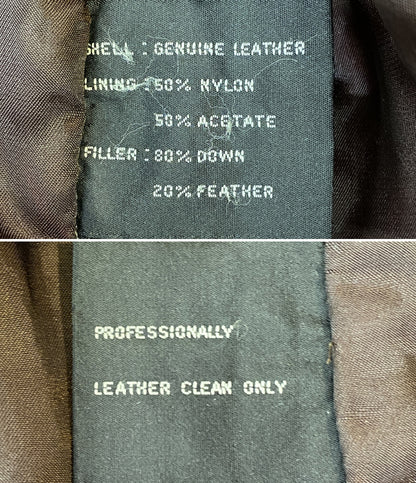 SHELL : GENUINE LEATHER
LINING : 50% NYLON
50% ACETATE
FILLER : 80% DOWN
20% FEATHER
PROFESSIONALLY
LEATHER CLEAN ONLY